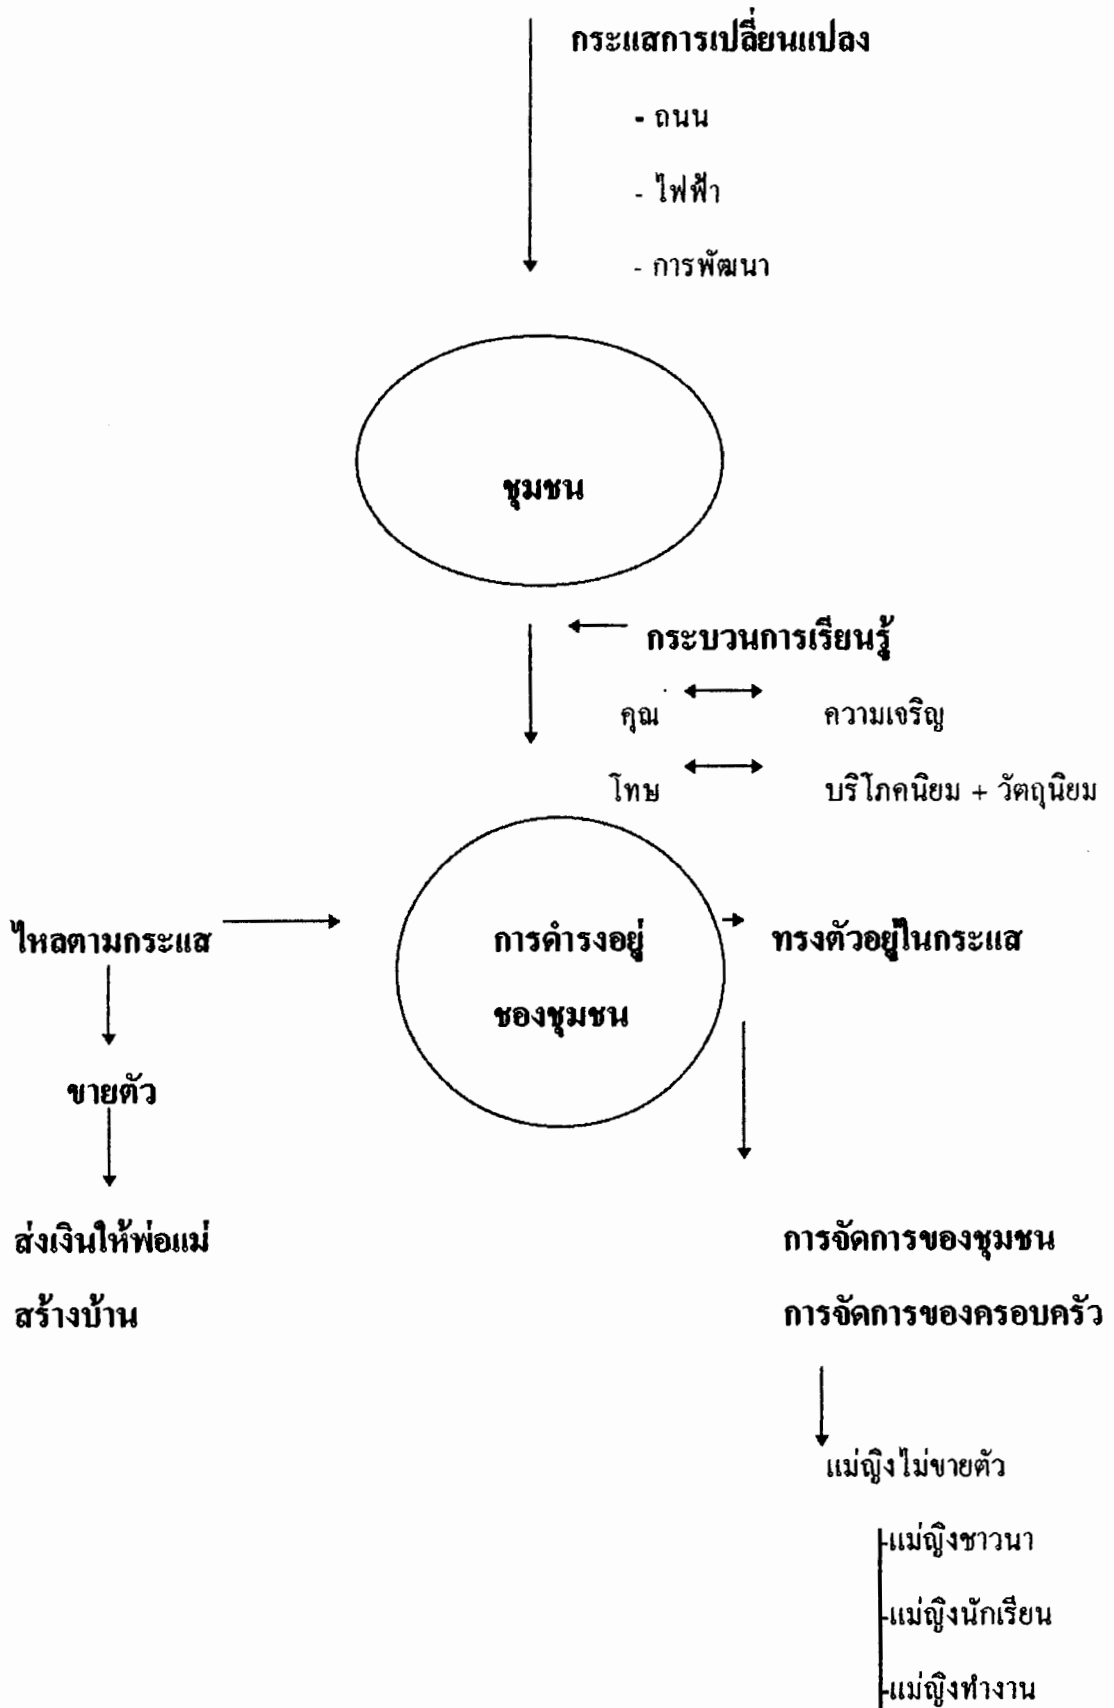 กระแสการเปลี่ยนแปลง
- ถนน
- ไฟฟ้า
- การพัฒนา
ชุมชน
กระบวนการเรียนรู้
คุณ ความเจริญ
โทษ บริโภคนิยม + วัตถุนิยม
ไหลตามกระแส
การดำรงอยู่
ของชุมชน
ทรงตัวอยู่ในกระแส
ขายตัว
ส่งเงินให้พ่อแม่
สร้างบ้าน
การจัดการของชุมชน
การจัดการของครอบครัว
แม่ญิงไม่ขายตัว
-แม่ญิงชาวนา
-แม่ญิงนักเรียน
-แม่ญิงทำงาน